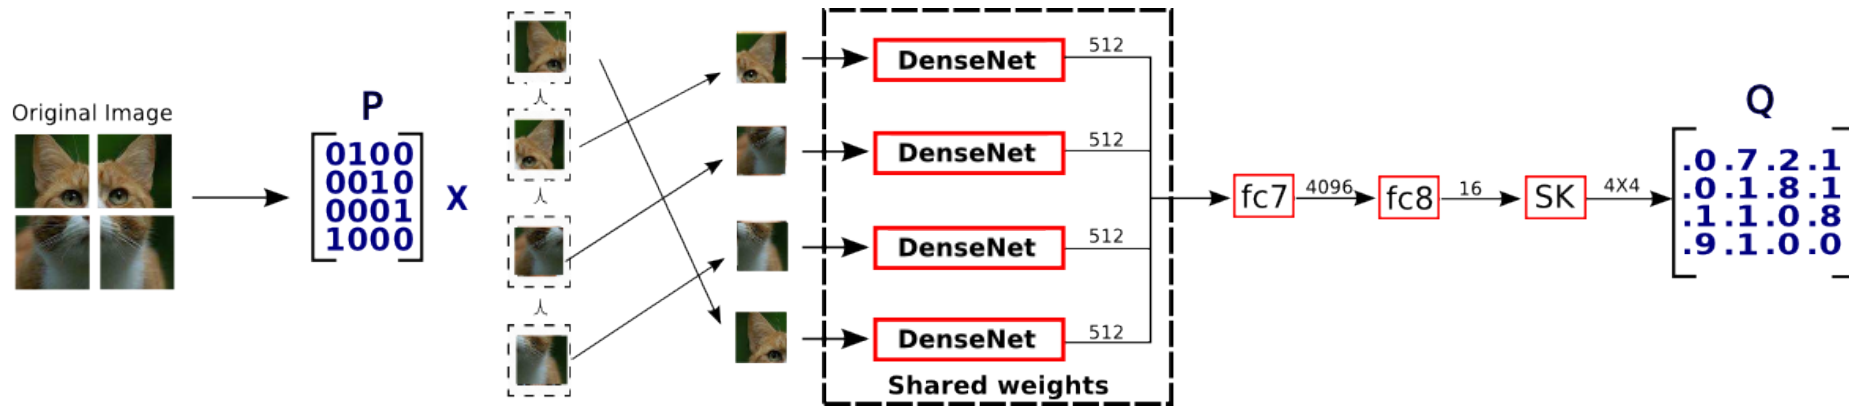 Original Image
P
0100
0010
0001
1000
X
DenseNet
512
DenseNet
512
DenseNet
512
DenseNet
512
Shared weights
fc7
4096
fc8
16
SK
4X4
Q
.0.7.2.1
.0.1.8.1
.1.1.0.8
.9.1.0.0